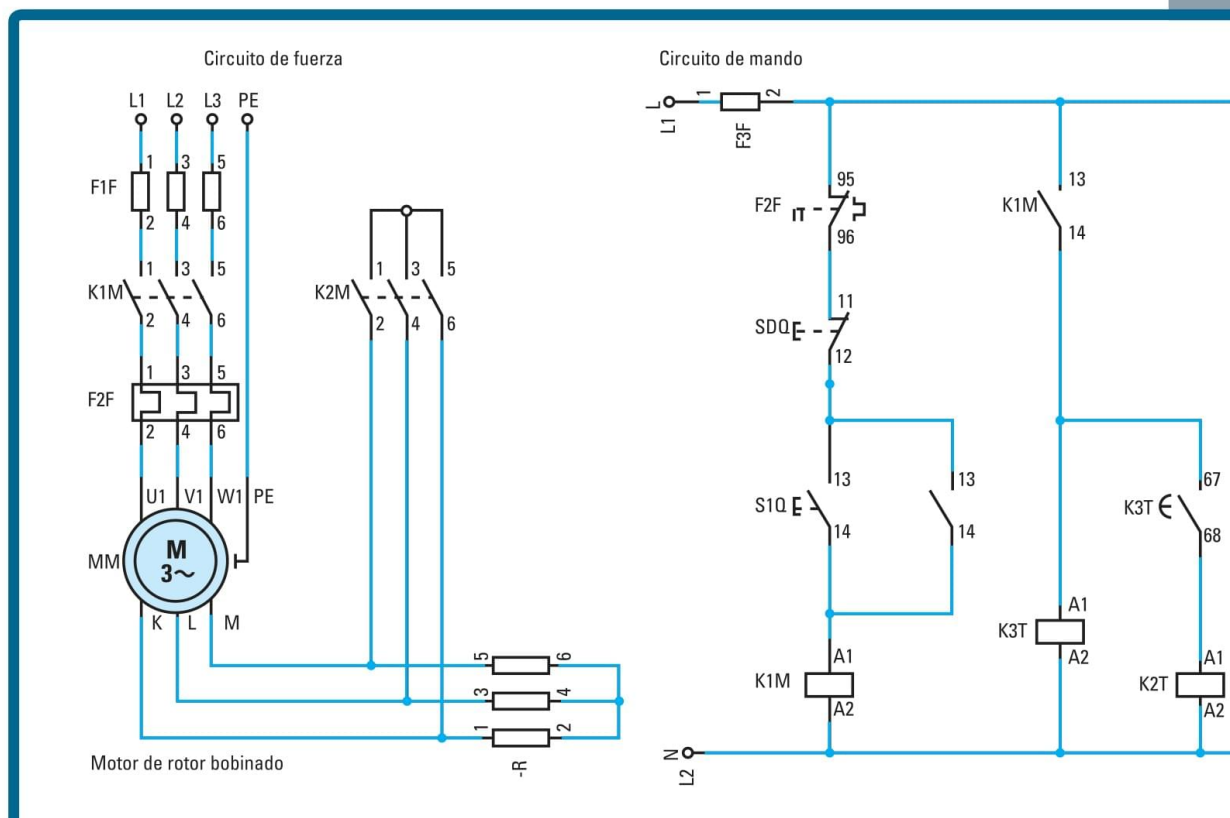 Circuito de fuerza
L1 L2 L3 PE
1 3 5
F1F
2 4 6
1 3 5
K1M
2 4 6
1 3 5
F2F
2 4 6
U1 V1 W1 PE
MM
M
3~
K L M
1 3 5
K2M
2 4 6
5 6
3 4
1 2
-R
Motor de rotor bobinado
Circuito de mando
L
L1
1 2
F3F
95
F2F
96
11
SDQ
12
13
S1Q
14
13
14
A1
K1M
A2
13
K1M
14
A1
K3T
A2
67
K3T
68
A1
K2T
A2
N
L2